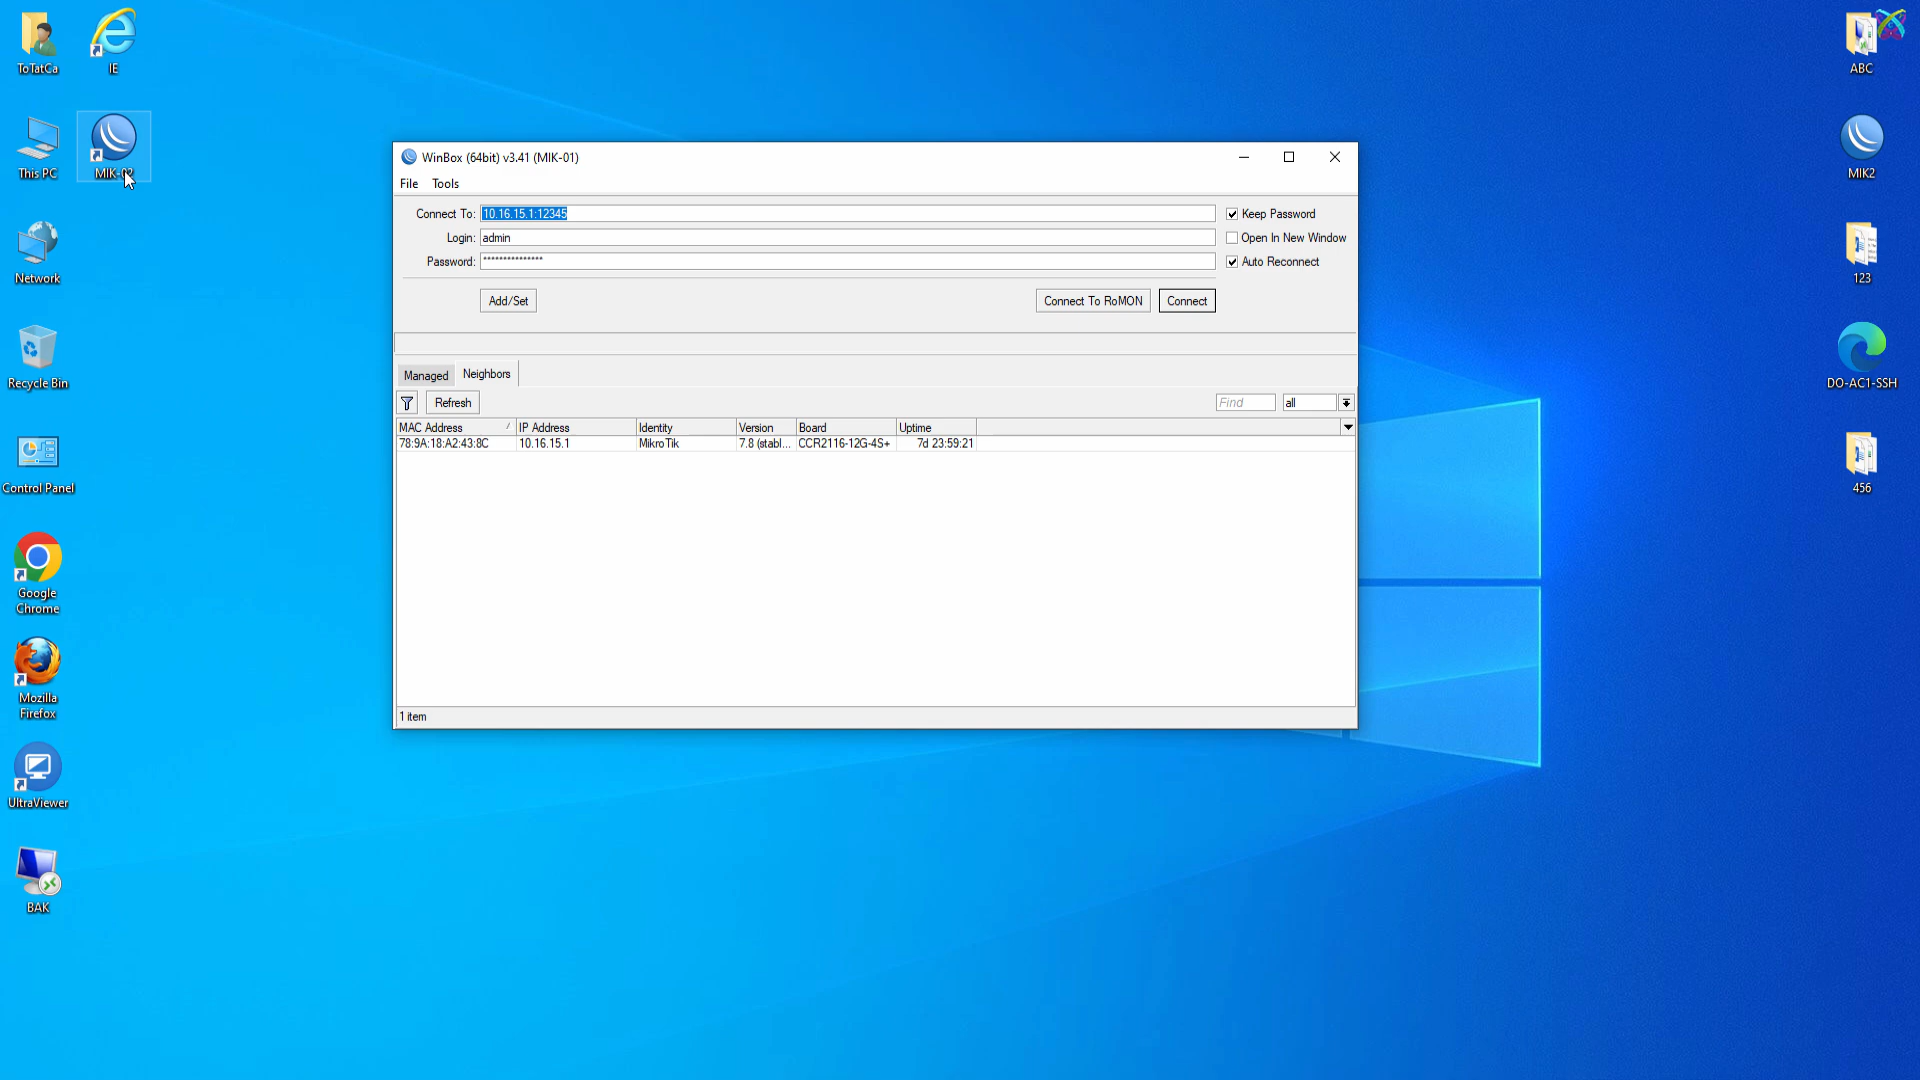 ToTatCa
IE
This PC
MIK-02
Network
Recycle Bin
Control Panel
Google
Chrome
Mozilla
Firefox
UltraViewer
BAK
WinBox (64bit) v3.41 (MIK-01)
File Tools
Connect To: 10.16.15.1:12345
Keep Password
Login: admin
Open In New Window
Password: ***************
Auto Reconnect
Add/Set
Connect To RoMON
Connect
Managed
Neighbors
Refresh
Find
all
MAC Address IP Address Identity Version Board Uptime
78:9A:18:A2:43:8C 10.16.15.1 MikroTik 7.8 (stabl... CCR2116-12G-4S+ 7d 23:59:21
1 item
ABC
MIK2
123
DO-AC1-SSH
456